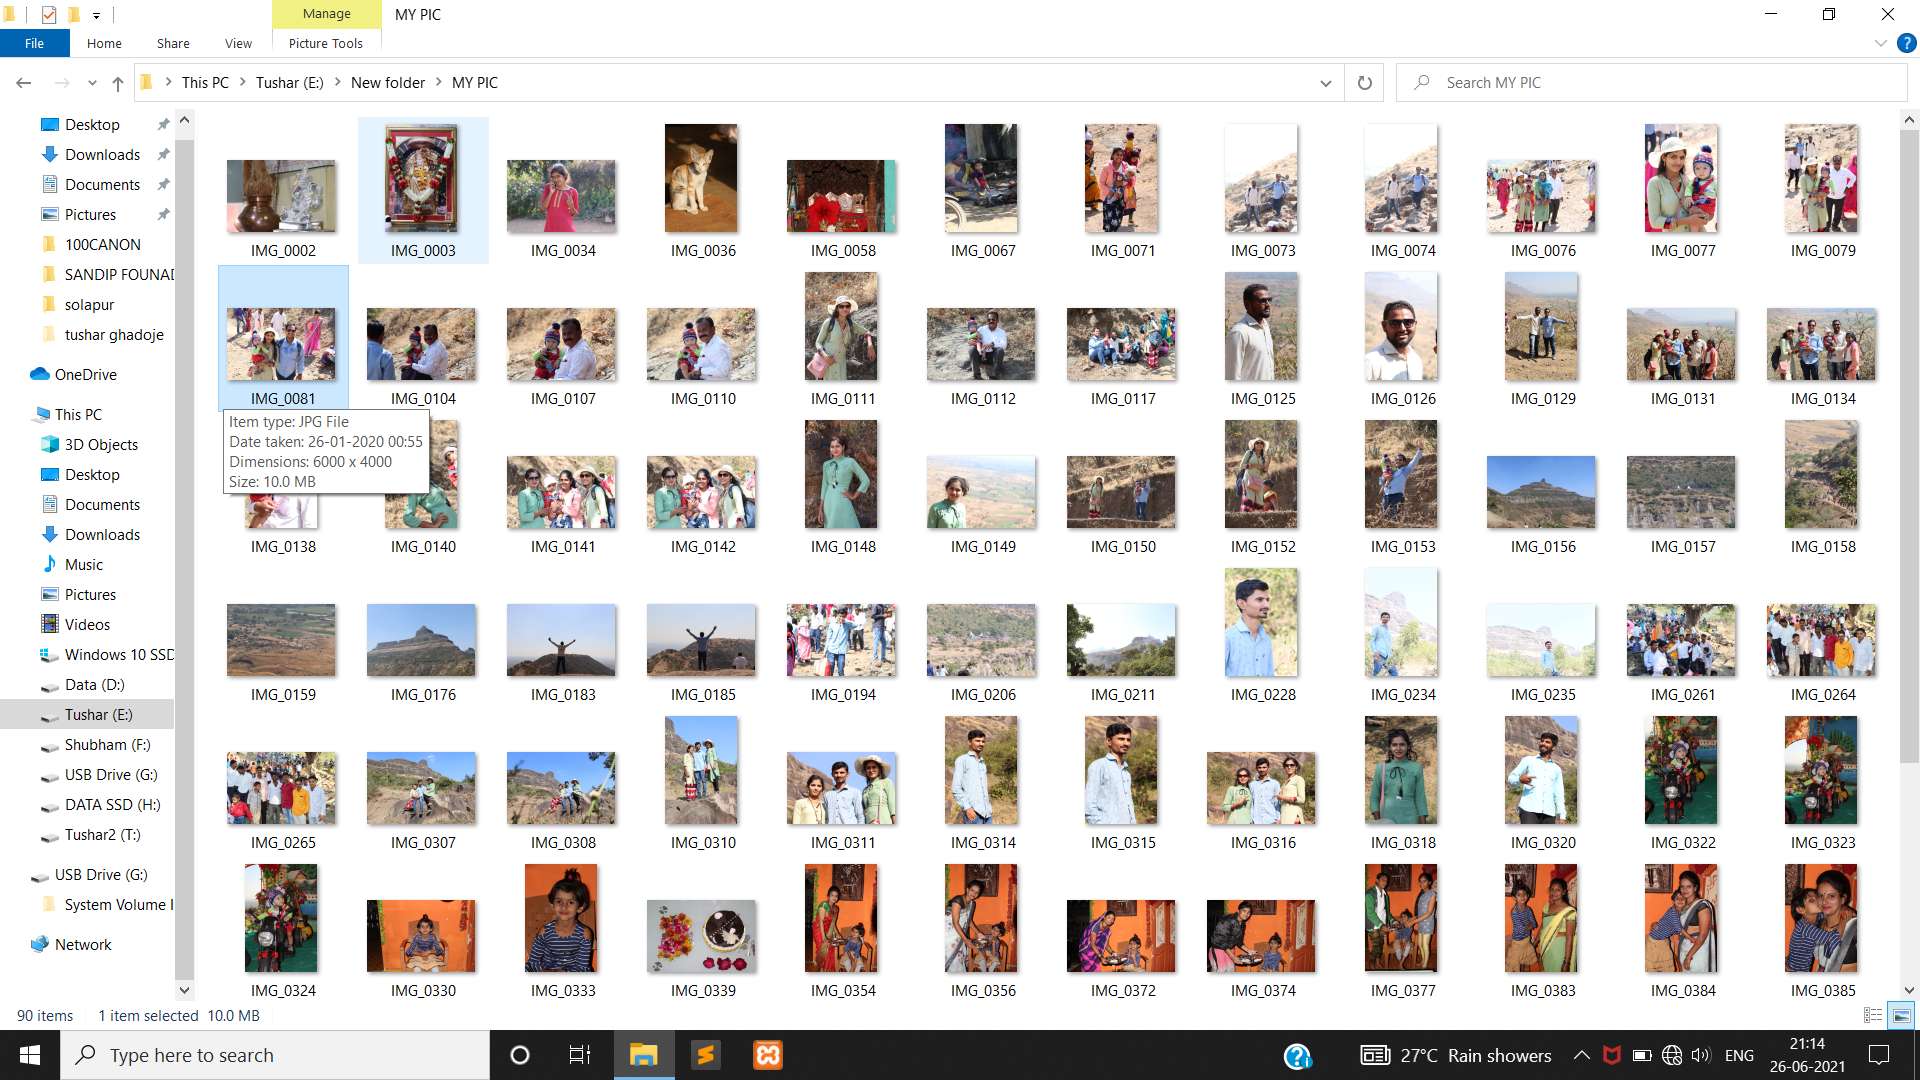 Manage
MY PIC
File
Home
Share
View
Picture Tools
This PC
Tushar (E:)
New folder
MY PIC
Search MY PIC
Desktop
Downloads
Documents
Pictures
100CANON
SANDIP FOUNAD
solapur
tushar ghadoje
OneDrive
This PC
3D Objects
Desktop
Documents
Downloads
Music
Pictures
Videos
Windows 10 SSD
Data (D:)
Tushar (E:)
Shubham (F:)
USB Drive (G:)
DATA SSD (H:)
Tushar2 (T:)
USB Drive (G:)
System Volume I
Network
IMG_0002 IMG_0003 IMG_0034 IMG_0036 IMG_0058 IMG_0067 IMG_0071 IMG_0073 IMG_0074 IMG_0076 IMG_0077 IMG_0079
IMG_0081 IMG_0104 IMG_0107 IMG_0110 IMG_0111 IMG_0112 IMG_0117 IMG_0125 IMG_0126 IMG_0129 IMG_0131 IMG_0134
Item type: JPG File
Date taken: 26-01-2020 00:55
Dimensions: 6000 x 4000
Size: 10.0 MB
IMG_0138 IMG_0140 IMG_0141 IMG_0142 IMG_0148 IMG_0149 IMG_0150 IMG_0152 IMG_0153 IMG_0156 IMG_0157 IMG_0158
IMG_0159 IMG_0176 IMG_0183 IMG_0185 IMG_0194 IMG_0206 IMG_0211 IMG_0228 IMG_0234 IMG_0235 IMG_0261 IMG_0264
IMG_0265 IMG_0307 IMG_0308 IMG_0310 IMG_0311 IMG_0314 IMG_0315 IMG_0316 IMG_0318 IMG_0320 IMG_0322 IMG_0323
IMG_0324 IMG_0330 IMG_0333 IMG_0339 IMG_0354 IMG_0356 IMG_0372 IMG_0374 IMG_0377 IMG_0383 IMG_0384 IMG_0385
90 items
1 item selected 10.0 MB
Type here to search
27°C Rain showers
ENG
21:14
26-06-2021